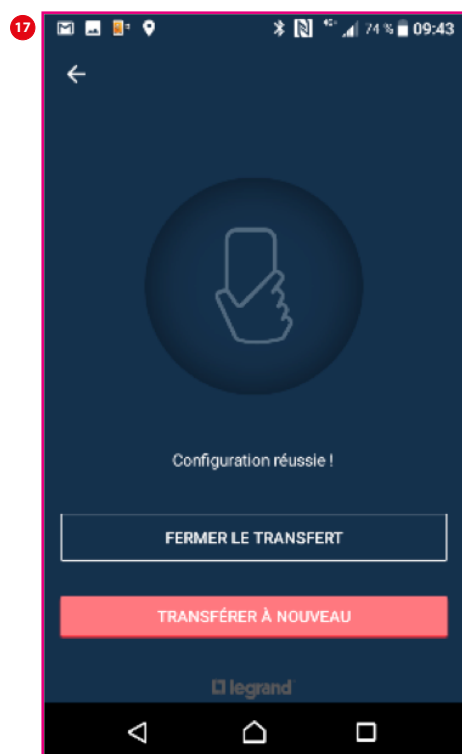 17
74 % 09:43
Configuration réussie !
FERMER LE TRANSFERT
TRANSFÉRER À NOUVEAU
legrand